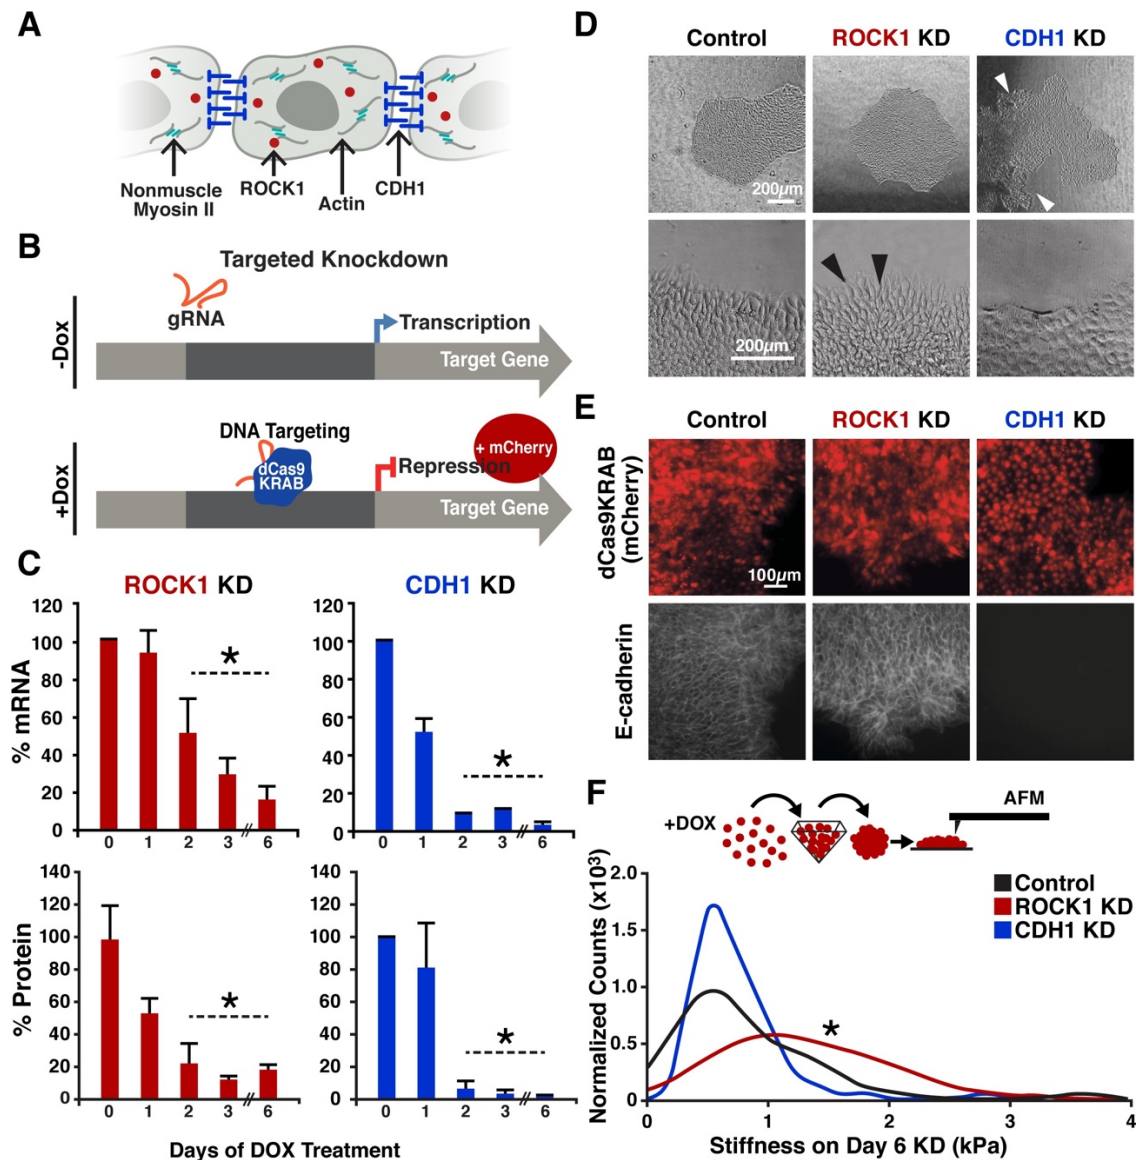 A
Nonmuscle
Myosin II
ROCK1
Actin
CDH1
B
Targeted Knockdown
-Dox
gRNA
Transcription
Target Gene
+Dox
DNA Targeting
dCas9
KRAB
Repression
+ mCherry
Target Gene
C
ROCK1 KD
CDH1 KD
% mRNA
120
100
80
60
40
20
0
0 1 2 3 6
*
120
100
80
60
40
20
0
0 1 2 3 6
*
% Protein
120
100
80
60
40
20
0
0 1 2 3 6
*
120
100
80
60
40
20
0
0 1 2 3 6
*
Days of DOX Treatment
D
Control
ROCK1 KD
CDH1 KD
200µm
200µm
E
Control
ROCK1 KD
CDH1 KD
dCas9KRAB
(mCherry)
100µm
E-cadherin
F
+DOX
AFM
Control
ROCK1 KD
CDH1 KD
*
Normalized Counts (x10³)
2.0
1.5
1.0
0.5
0
0 1 2 3 4
Stiffness on Day 6 KD (kPa)